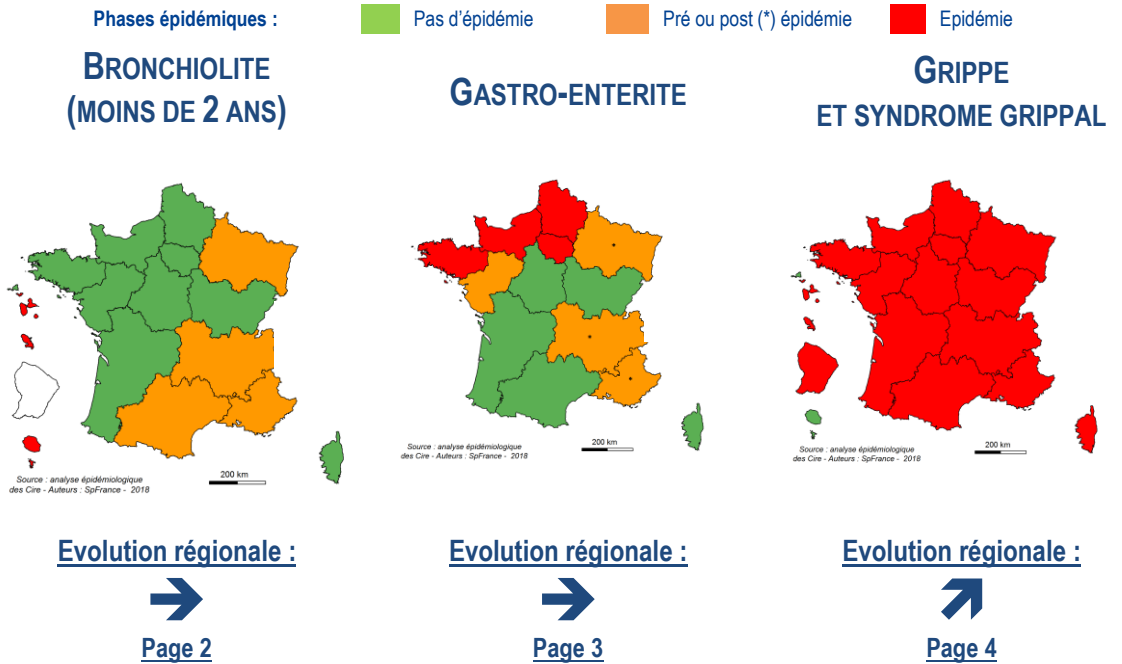 Phases épidémiques :
Pas d'épidémie
Pré ou post (*) épidémie
Epidémie
BRONCHIOLITE
(MOINS DE 2 ANS)
GASTRO-ENTERITE
GRIPPE
ET SYNDROME GRIPPAL
Source : analyse épidémiologique
des Cire - Auteurs : SpFrance - 2018
200 km
Source : analyse épidémiologique
des Cire - Auteurs : SpFrance - 2018
200 km
Source : analyse épidémiologique
des Cire - Auteurs : SpFrance - 2018
200 km
Evolution régionale :
Evolution régionale :
Evolution régionale :
Page 2
Page 3
Page 4